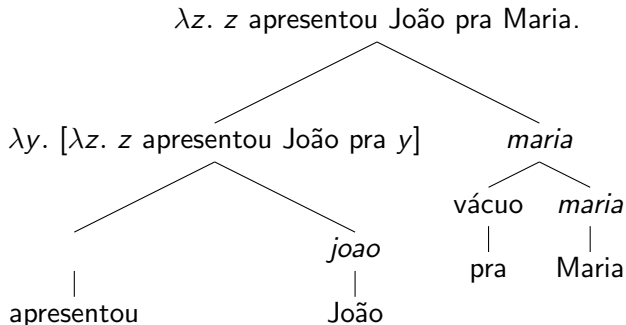 λz. z apresentou João pra Maria.
λy. [λz. z apresentou João pra y]
maria
vácuo
maria
joao
pra
Maria
apresentou
João